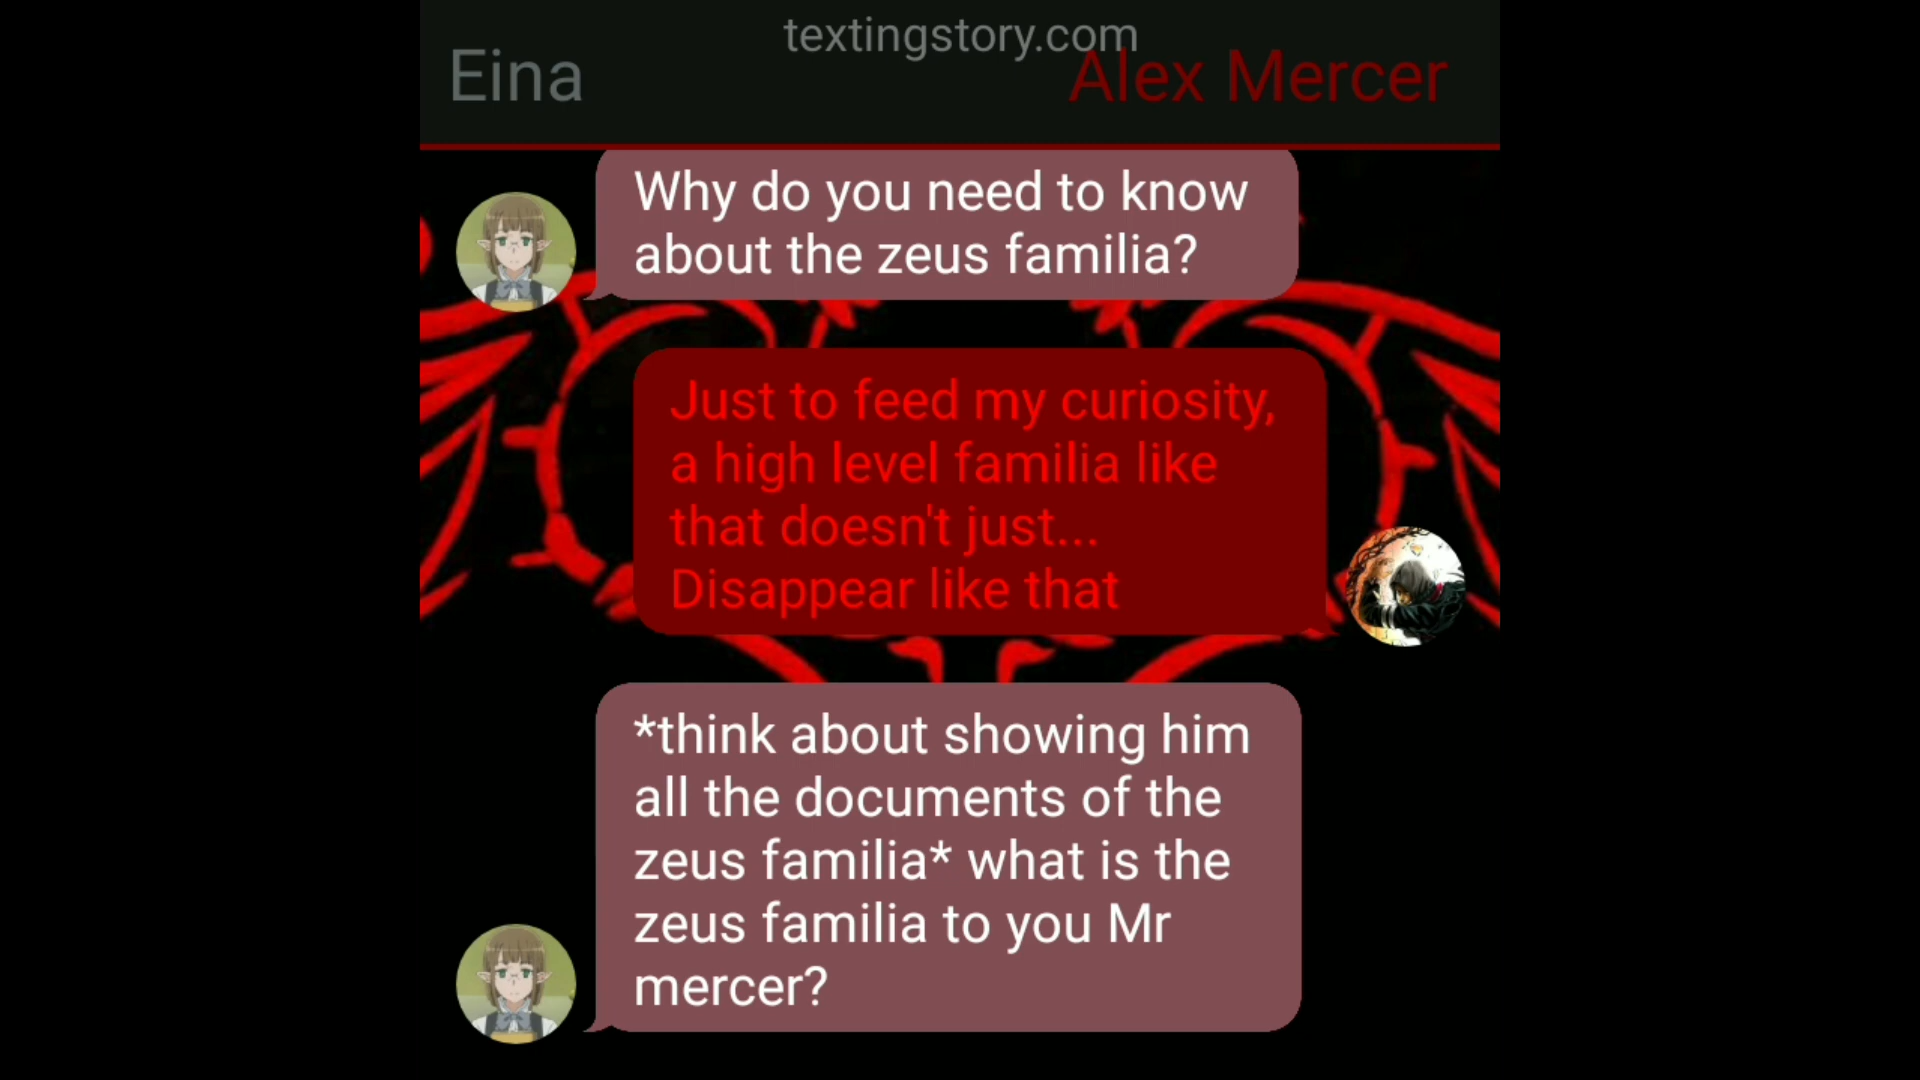 textingstory.com
Eina
Alex Mercer
Why do you need to know
about the zeus familia?
Just to feed my curiosity,
a high level familia like
that doesn't just...
Disappear like that
*think about showing him
all the documents of the
zeus familia* what is the
zeus familia to you Mr
mercer?